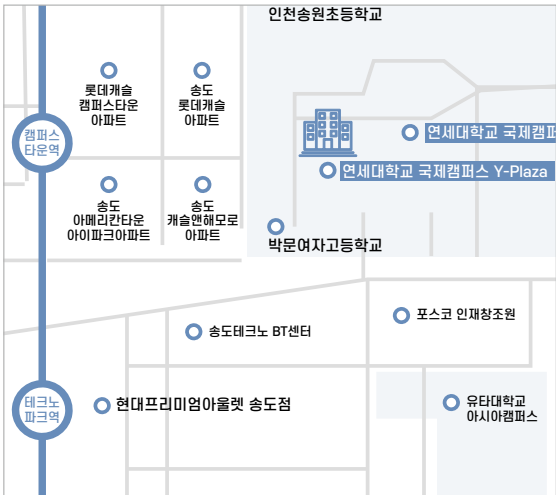 인천송원초등학교
롯데캐슬
캠퍼스타운
아파트
송도
롯데캐슬
아파트
캠퍼스
타운역
연세대학교 국제캠퍼
연세대학교 국제캠퍼스 Y-Plaza
송도
아메리칸타운
아이파크아파트
송도
캐슬앤해모로
아파트
박문여자고등학교
포스코 인재창조원
송도테크노 BT센터
테크노
파크역
현대프리미엄아울렛 송도점
유타대학교
아시아캠퍼스